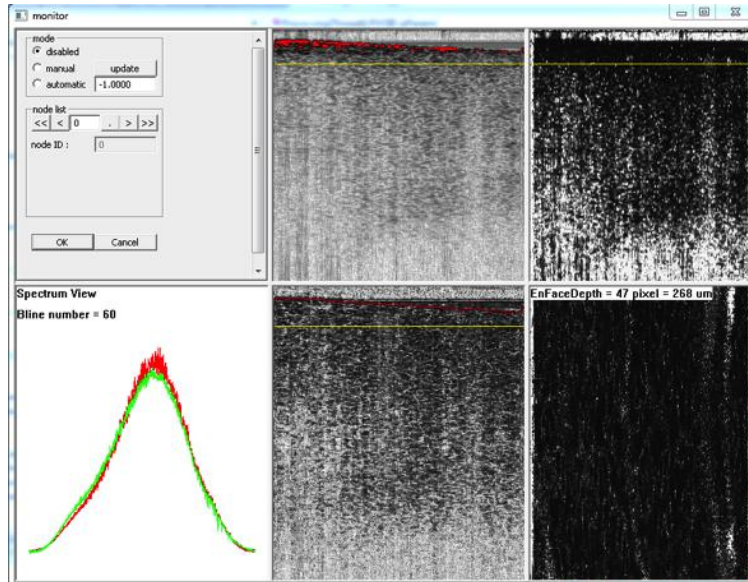 monitor
mode
disabled
manual
update
automatic
-1.0000
node list
<< < 0 . > >>
node ID :
0
OK
Cancel
Spectrum View
Bline number = 60
EnFaceDepth = 47 pixel = 268 um